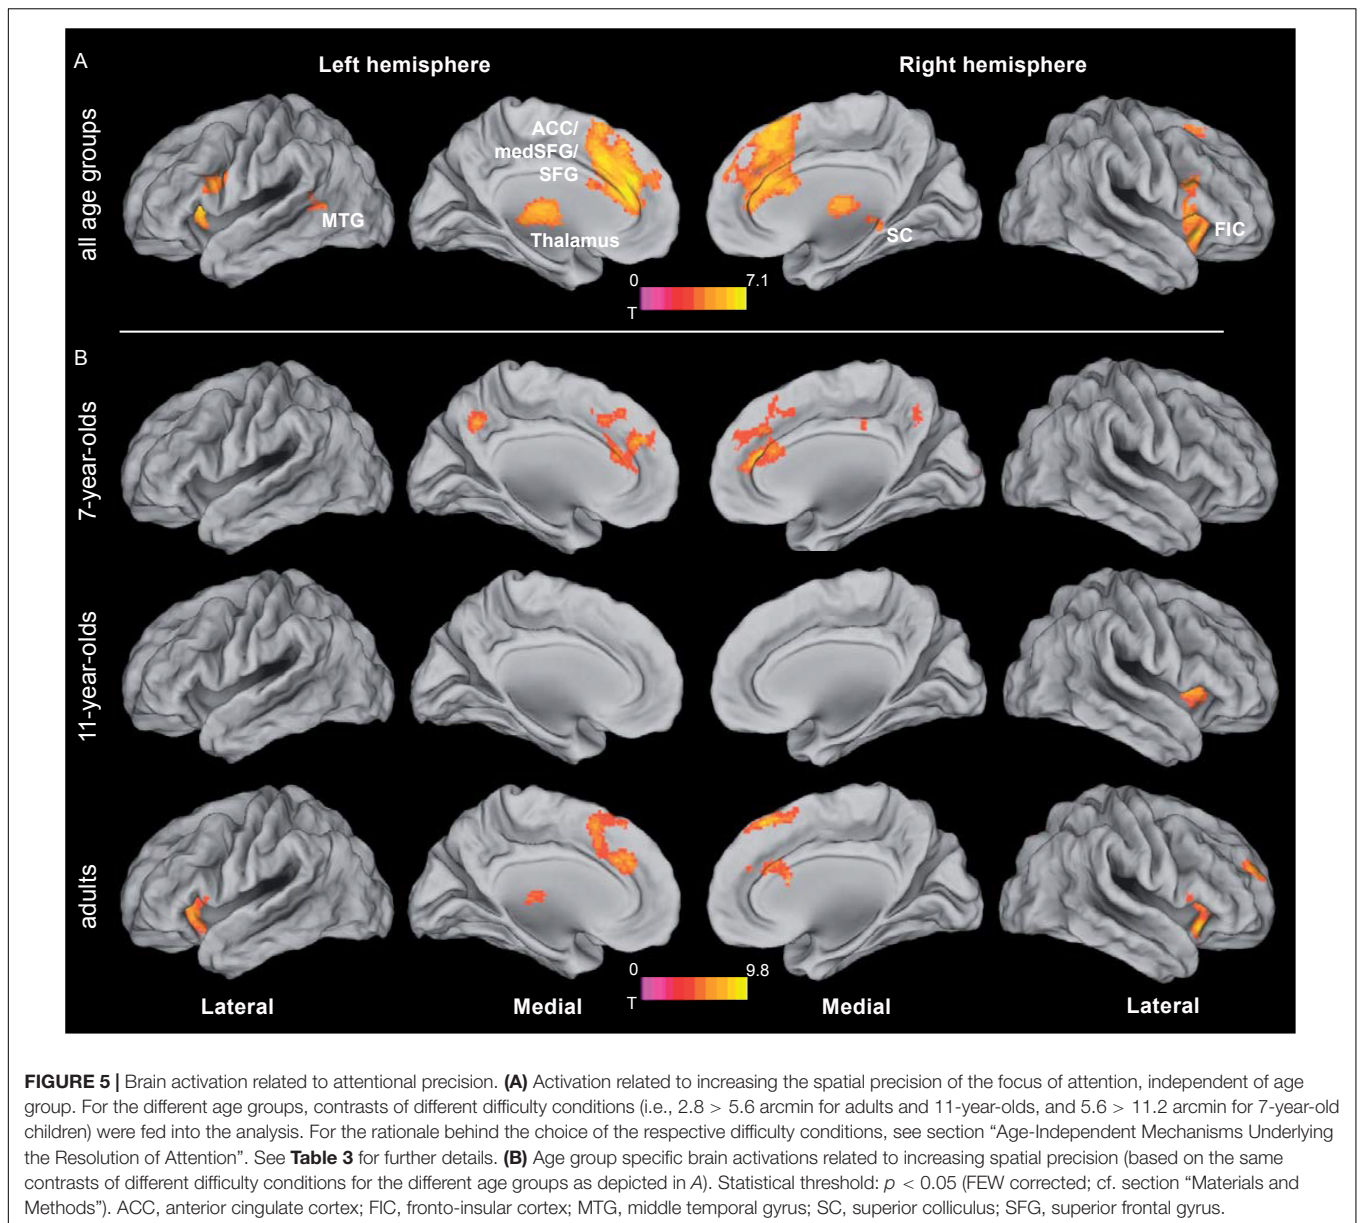 A
Left hemisphere
Right hemisphere
all age groups
ACC/
medSFG/
SFG
MTG
Thalamus
SC
FIC
0
7.1
T
B
7-year-olds
11-year-olds
adults
0
9.8
T
Lateral
Medial
Medial
Lateral
FIGURE 5 | Brain activation related to attentional precision. (A) Activation related to increasing the spatial precision of the focus of attention, independent of age
group. For the different age groups, contrasts of different difficulty conditions (i.e., 2.8 > 5.6 arcmin for adults and 11-year-olds, and 5.6 > 11.2 arcmin for 7-year-old
children) were fed into the analysis. For the rationale behind the choice of the respective difficulty conditions, see section “Age-Independent Mechanisms Underlying
the Resolution of Attention”. See Table 3 for further details. (B) Age group specific brain activations related to increasing spatial precision (based on the same
contrasts of different difficulty conditions for the different age groups as depicted in A). Statistical threshold: p < 0.05 (FEW corrected; cf. section “Materials and
Methods”). ACC, anterior cingulate cortex; FIC, fronto-insular cortex; MTG, middle temporal gyrus; SC, superior colliculus; SFG, superior frontal gyrus.